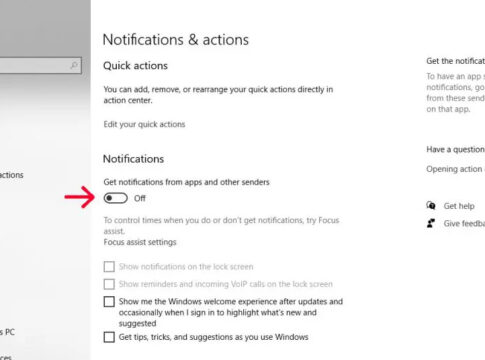 Notifications & actions
Quick actions
You can add, remove, or rearrange your quick actions directly in
action center.
Edit your quick actions
Notifications
Get notifications from apps and other senders
Off
To control times when you do or don't get notifications, try Focus
assist.
Focus assist settings
Show notifications on the lock screen
Show reminders and incoming VoIP calls on the lock screen
Show me the Windows welcome experience after updates and
occasionally when I sign in to highlight what's new and
suggested
Get tips, tricks, and suggestions as you use Windows
actions
s PC
ces
Get the notificat
To have an app s
notifications, go
from these send
on that app.
Have a question
Opening action
Get help
Give feedba